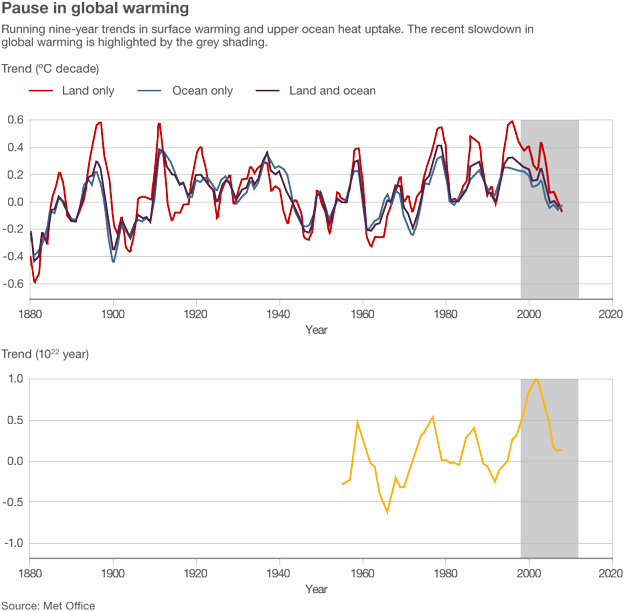 Pause in global warming
Running nine-year trends in surface warming and upper ocean heat uptake. The recent slowdown in
global warming is highlighted by the grey shading.
Trend (ºC decade)
Land only Ocean only Land and ocean
0.6
0.4
0.2
0.0
-0.2
-0.4
-0.6
1880 1900 1920 1940 1960 1980 2000 2020
Year
Trend (10²² year)
1.0
0.5
0.0
-0.5
-1.0
1880 1900 1920 1940 1960 1980 2000 2020
Year
Source: Met Office